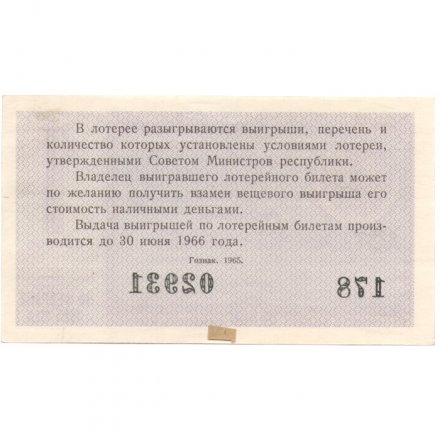 В лотерее разыгрываются выигрыши, перечень и
количество которых установлены условиями лотереи,
утвержденными Советом Министров республики.
Владелец выигравшего лотерейного билета может
по желанию получить взамен вещевого выигрыша его
стоимость наличными деньгами.
Выдача выигрышей по лотерейным билетам произ-
водится до 30 июня 1966 года.
Гознак. 1965.
02931 178